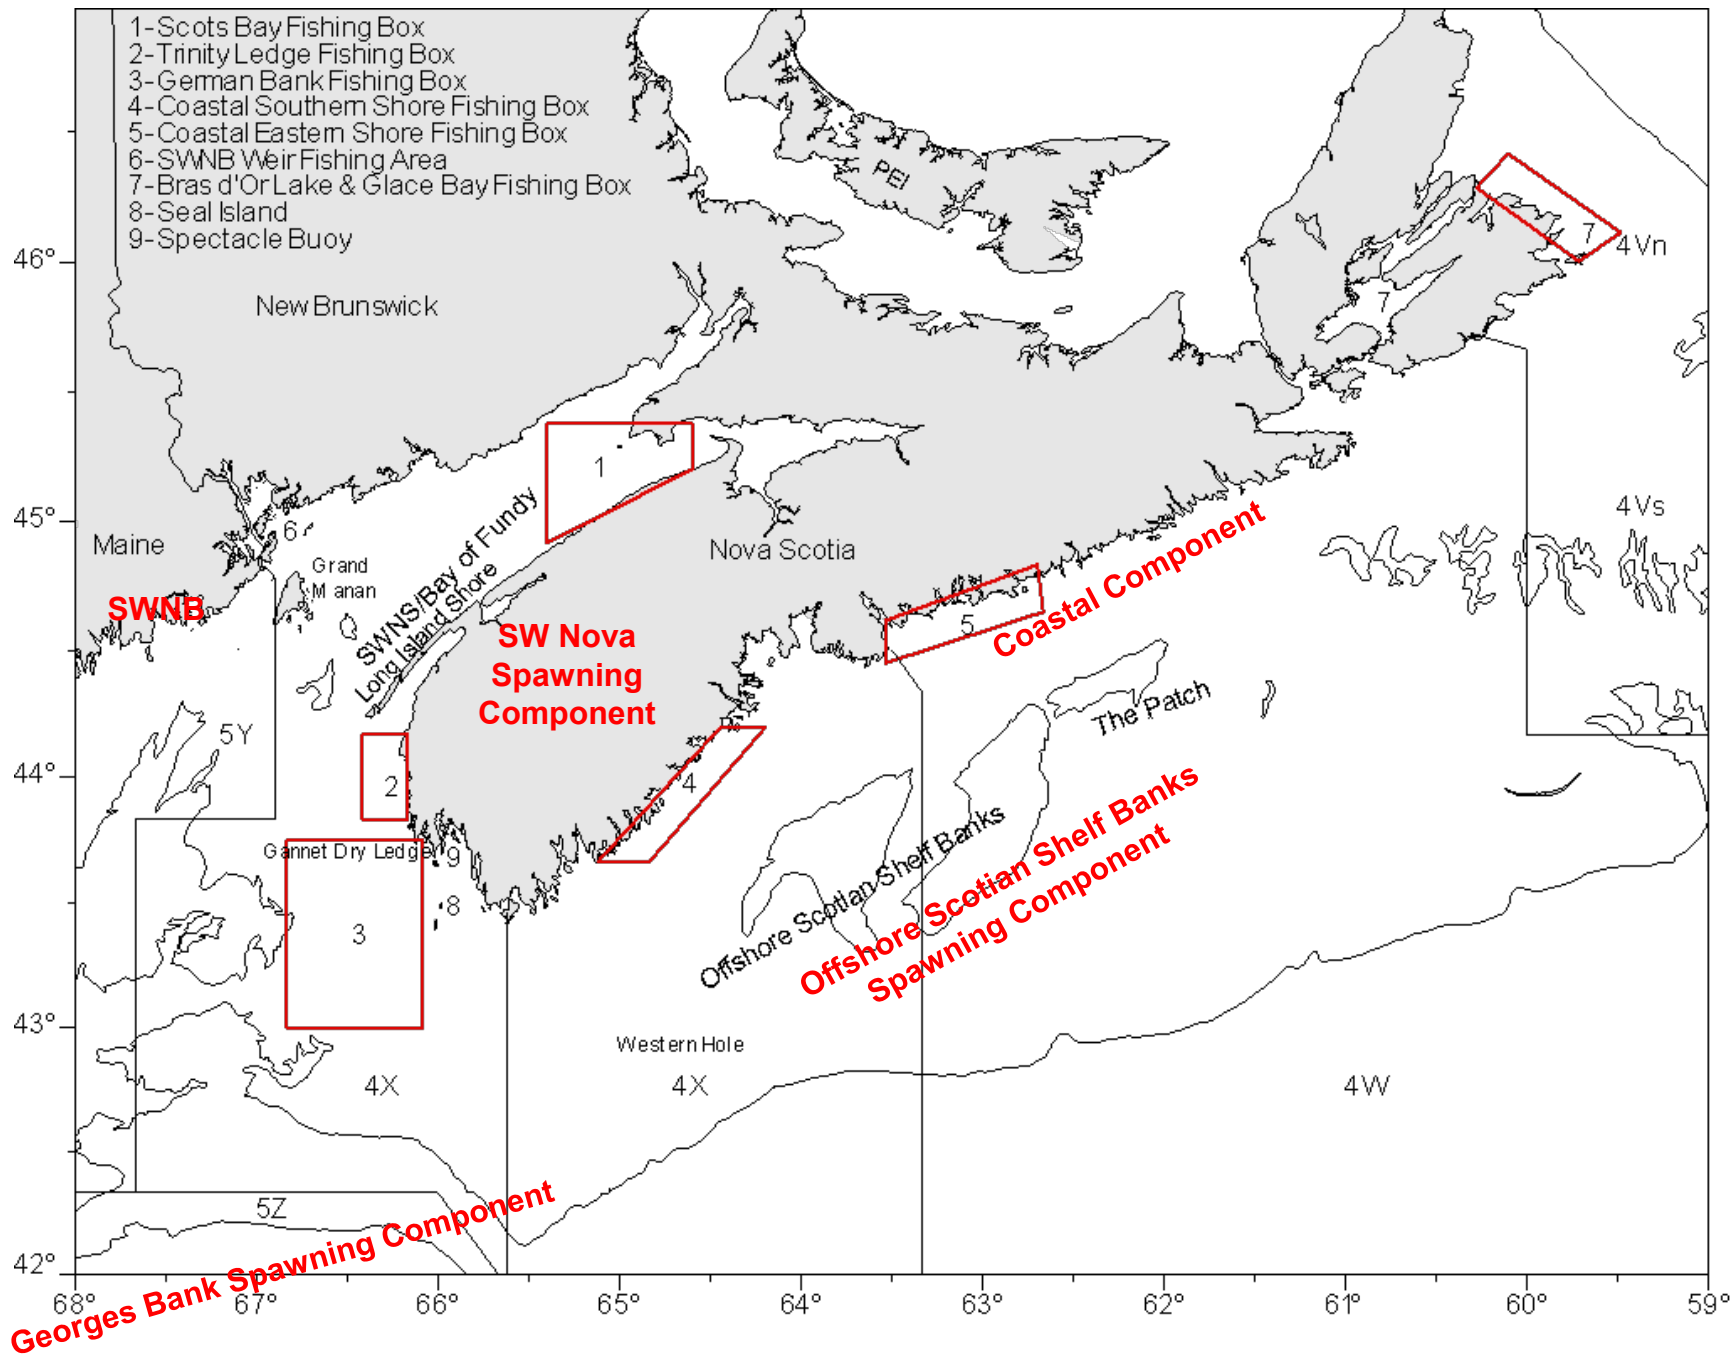 1-Scots Bay Fishing Box
2-Trinity Ledge Fishing Box
3-German Bank Fishing Box
4-Coastal Southern Shore Fishing Box
5-Coastal Eastern Shore Fishing Box
6-SWNB Weir Fishing Area
7-Bras d'Or Lake & Glace Bay Fishing Box
8-Seal Island
9-Spectacle Buoy
PEI
7
4Vn
46°
New Brunswick
7
1
45°
6
4Vs
Maine
Grand
Manan
Nova Scotia
SWNB
SWNS/Bay of Fundy
Long Island Shore
SW Nova
Spawning
Component
5
Coastal Component
The Patch
5Y
44°
2
4
Gannet Dry Ledge
9
8
3
Offshore Scotian Shelf Banks
Offshore Scotian Shelf Banks
Spawning Component
43°
Western Hole
4X
4X
4W
5Z
Georges Bank Spawning Component
42°
68°
67°
66°
65°
64°
63°
62°
61°
60°
59°